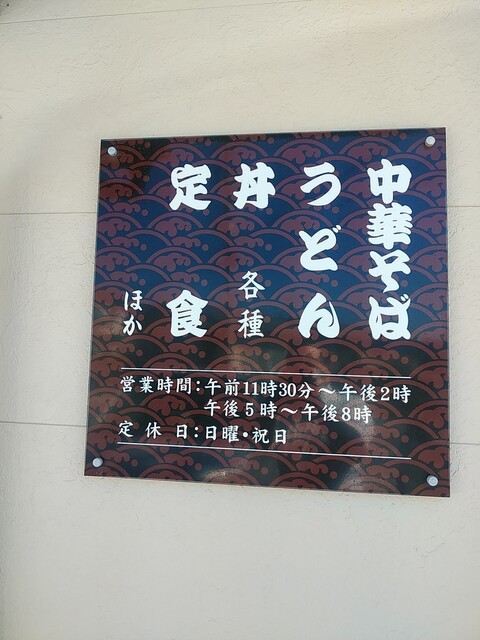 中華そば
うどん
丼 各種
定食
ほか
営業時間：午前11時30分～午後2時
午後5時～午後8時
定休日：日曜・祝日